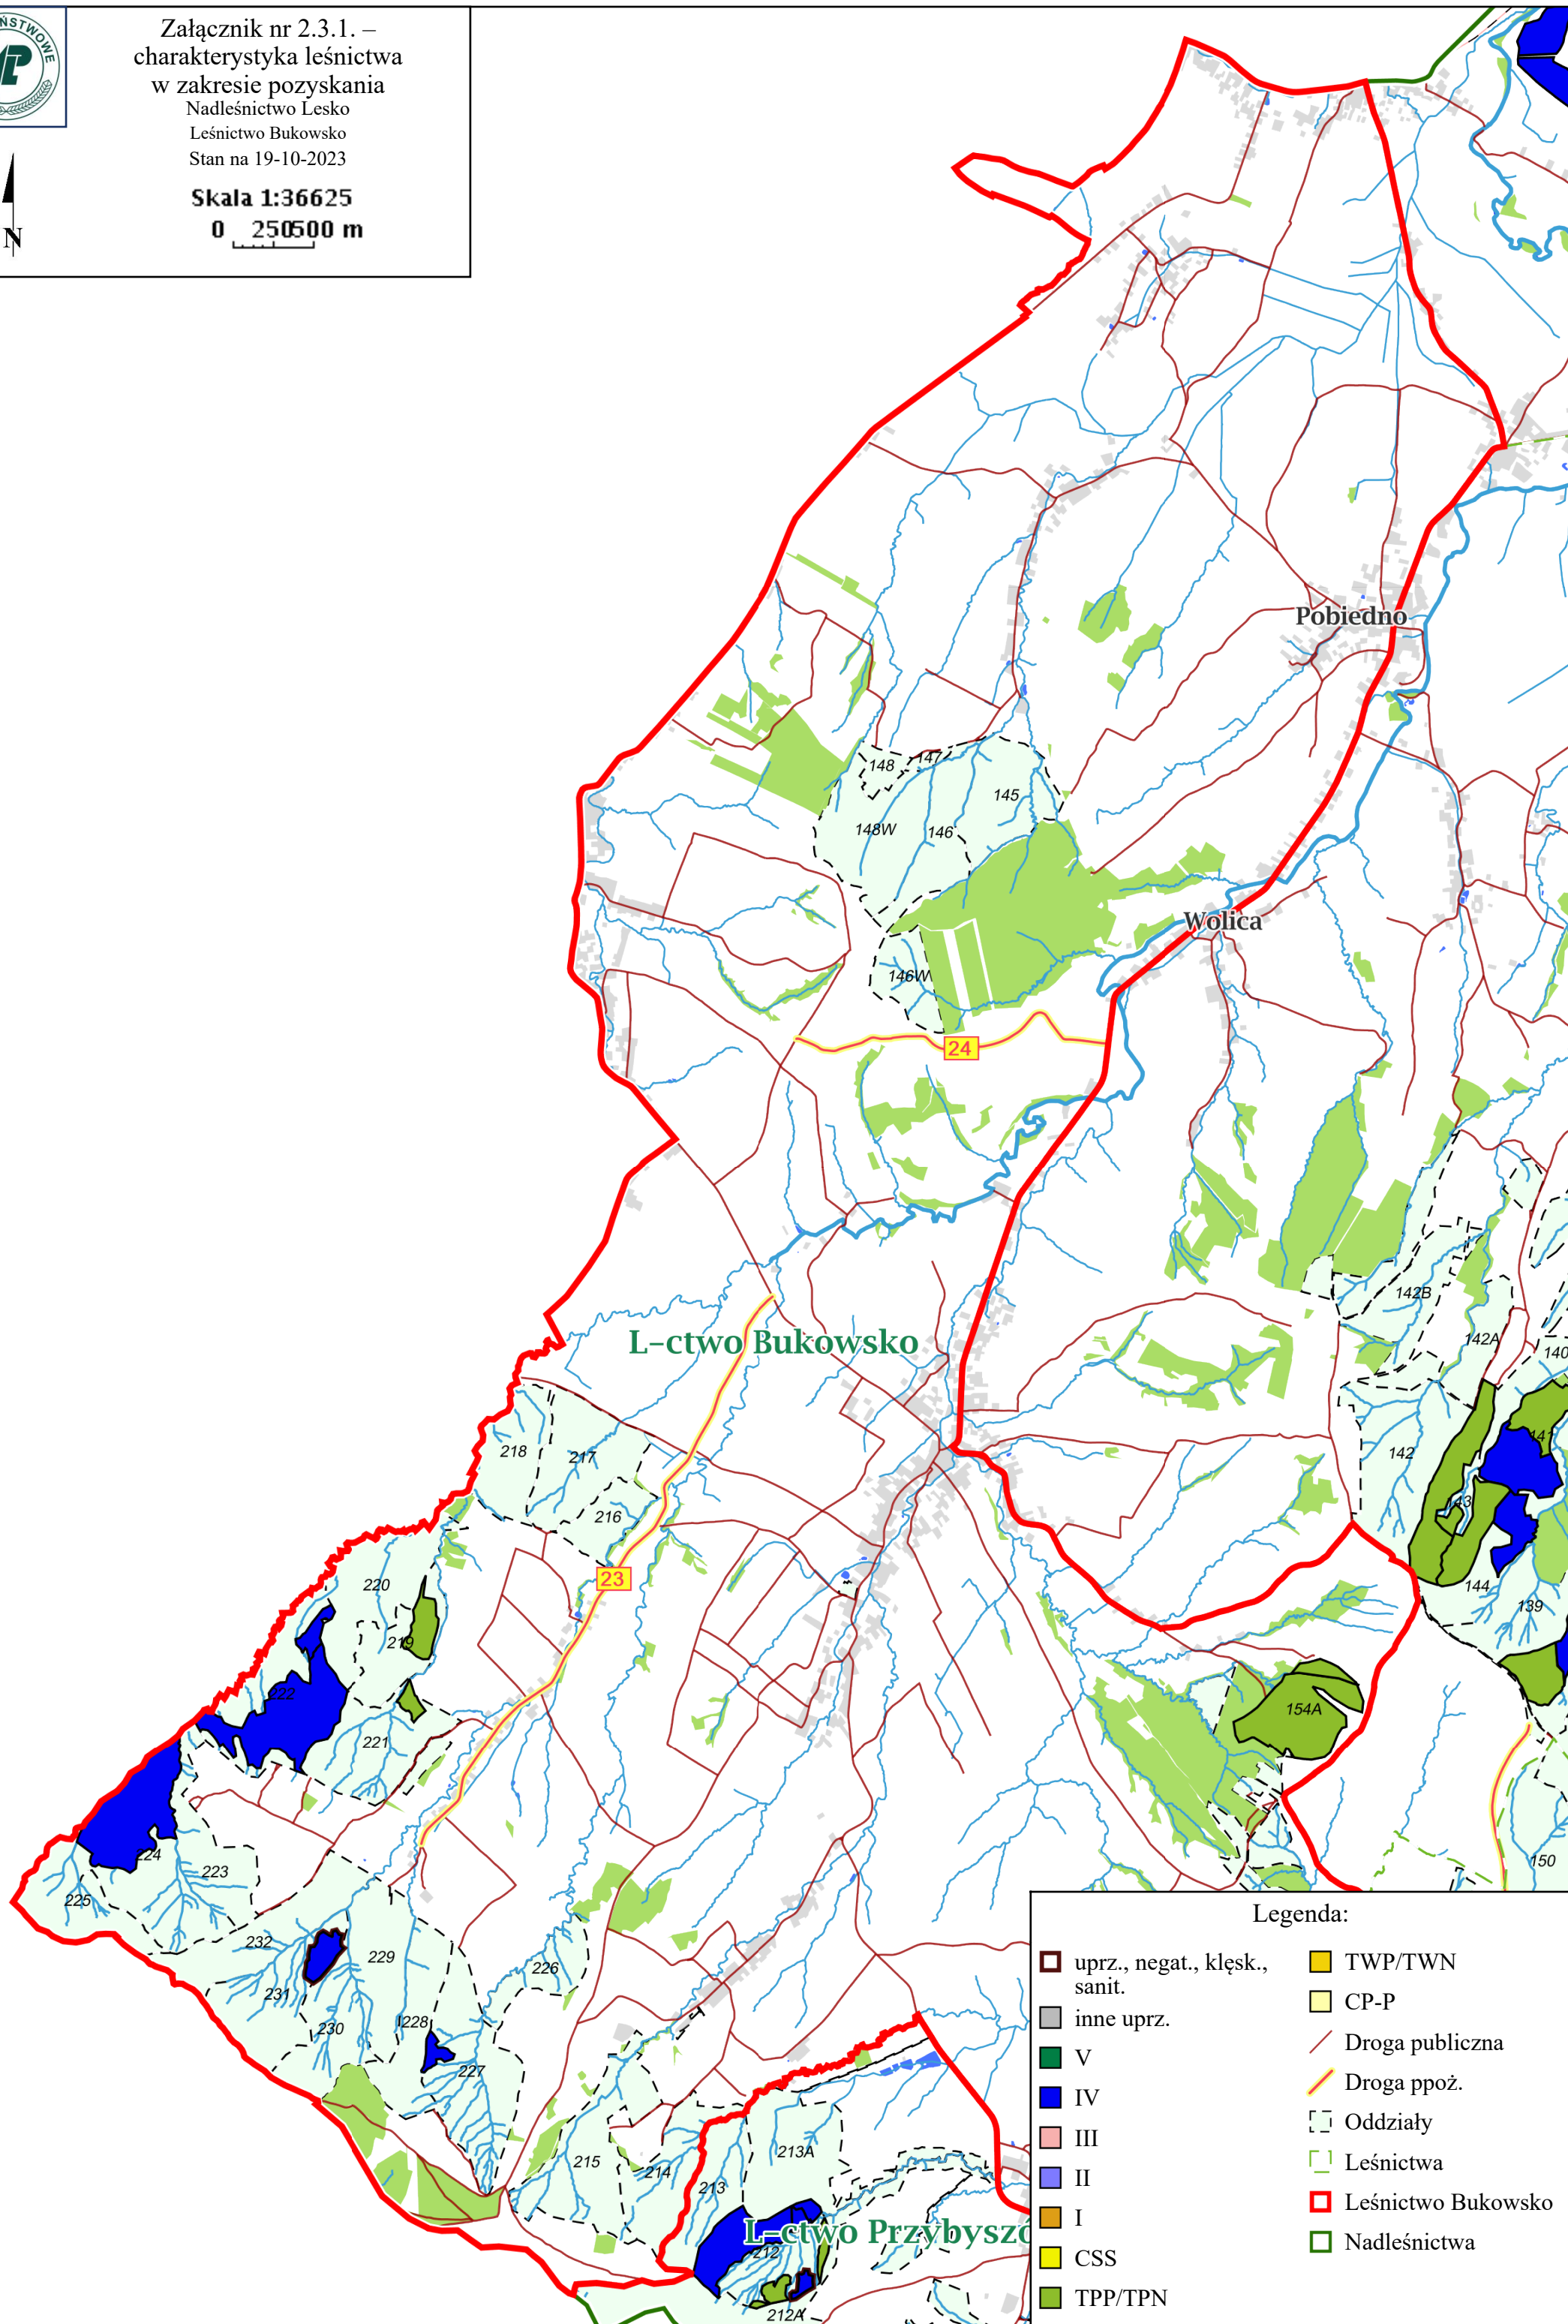 Załącznik nr 2.3.1. –
charakterystyka leśnictwa
w zakresie pozyskania
Nadleśnictwo Lesko
Leśnictwo Bukowsko
Stan na 19-10-2023
Skala 1:36625
0 250 500 m
N
Pobiedno
148
147
145
148W
146
Wolica
146W
24
142B
142A
140
L-ctwo Bukowsko
218
217
142
141
216
143
23
220
144
139
219
222
154A
221
224
223
150
225
232
229
226
231
230
228
227
213A
215
214
213
L-ctwo Przybyszó
212
212A
Legenda:
uprz., negat., klęsk.,
sanit.
inne uprz.
V
IV
III
II
I
CSS
TPP/TPN
TWP/TWN
CP-P
Droga publiczna
Droga ppoż.
Oddziały
Leśnictwa
Leśnictwo Bukowsko
Nadleśnictwa